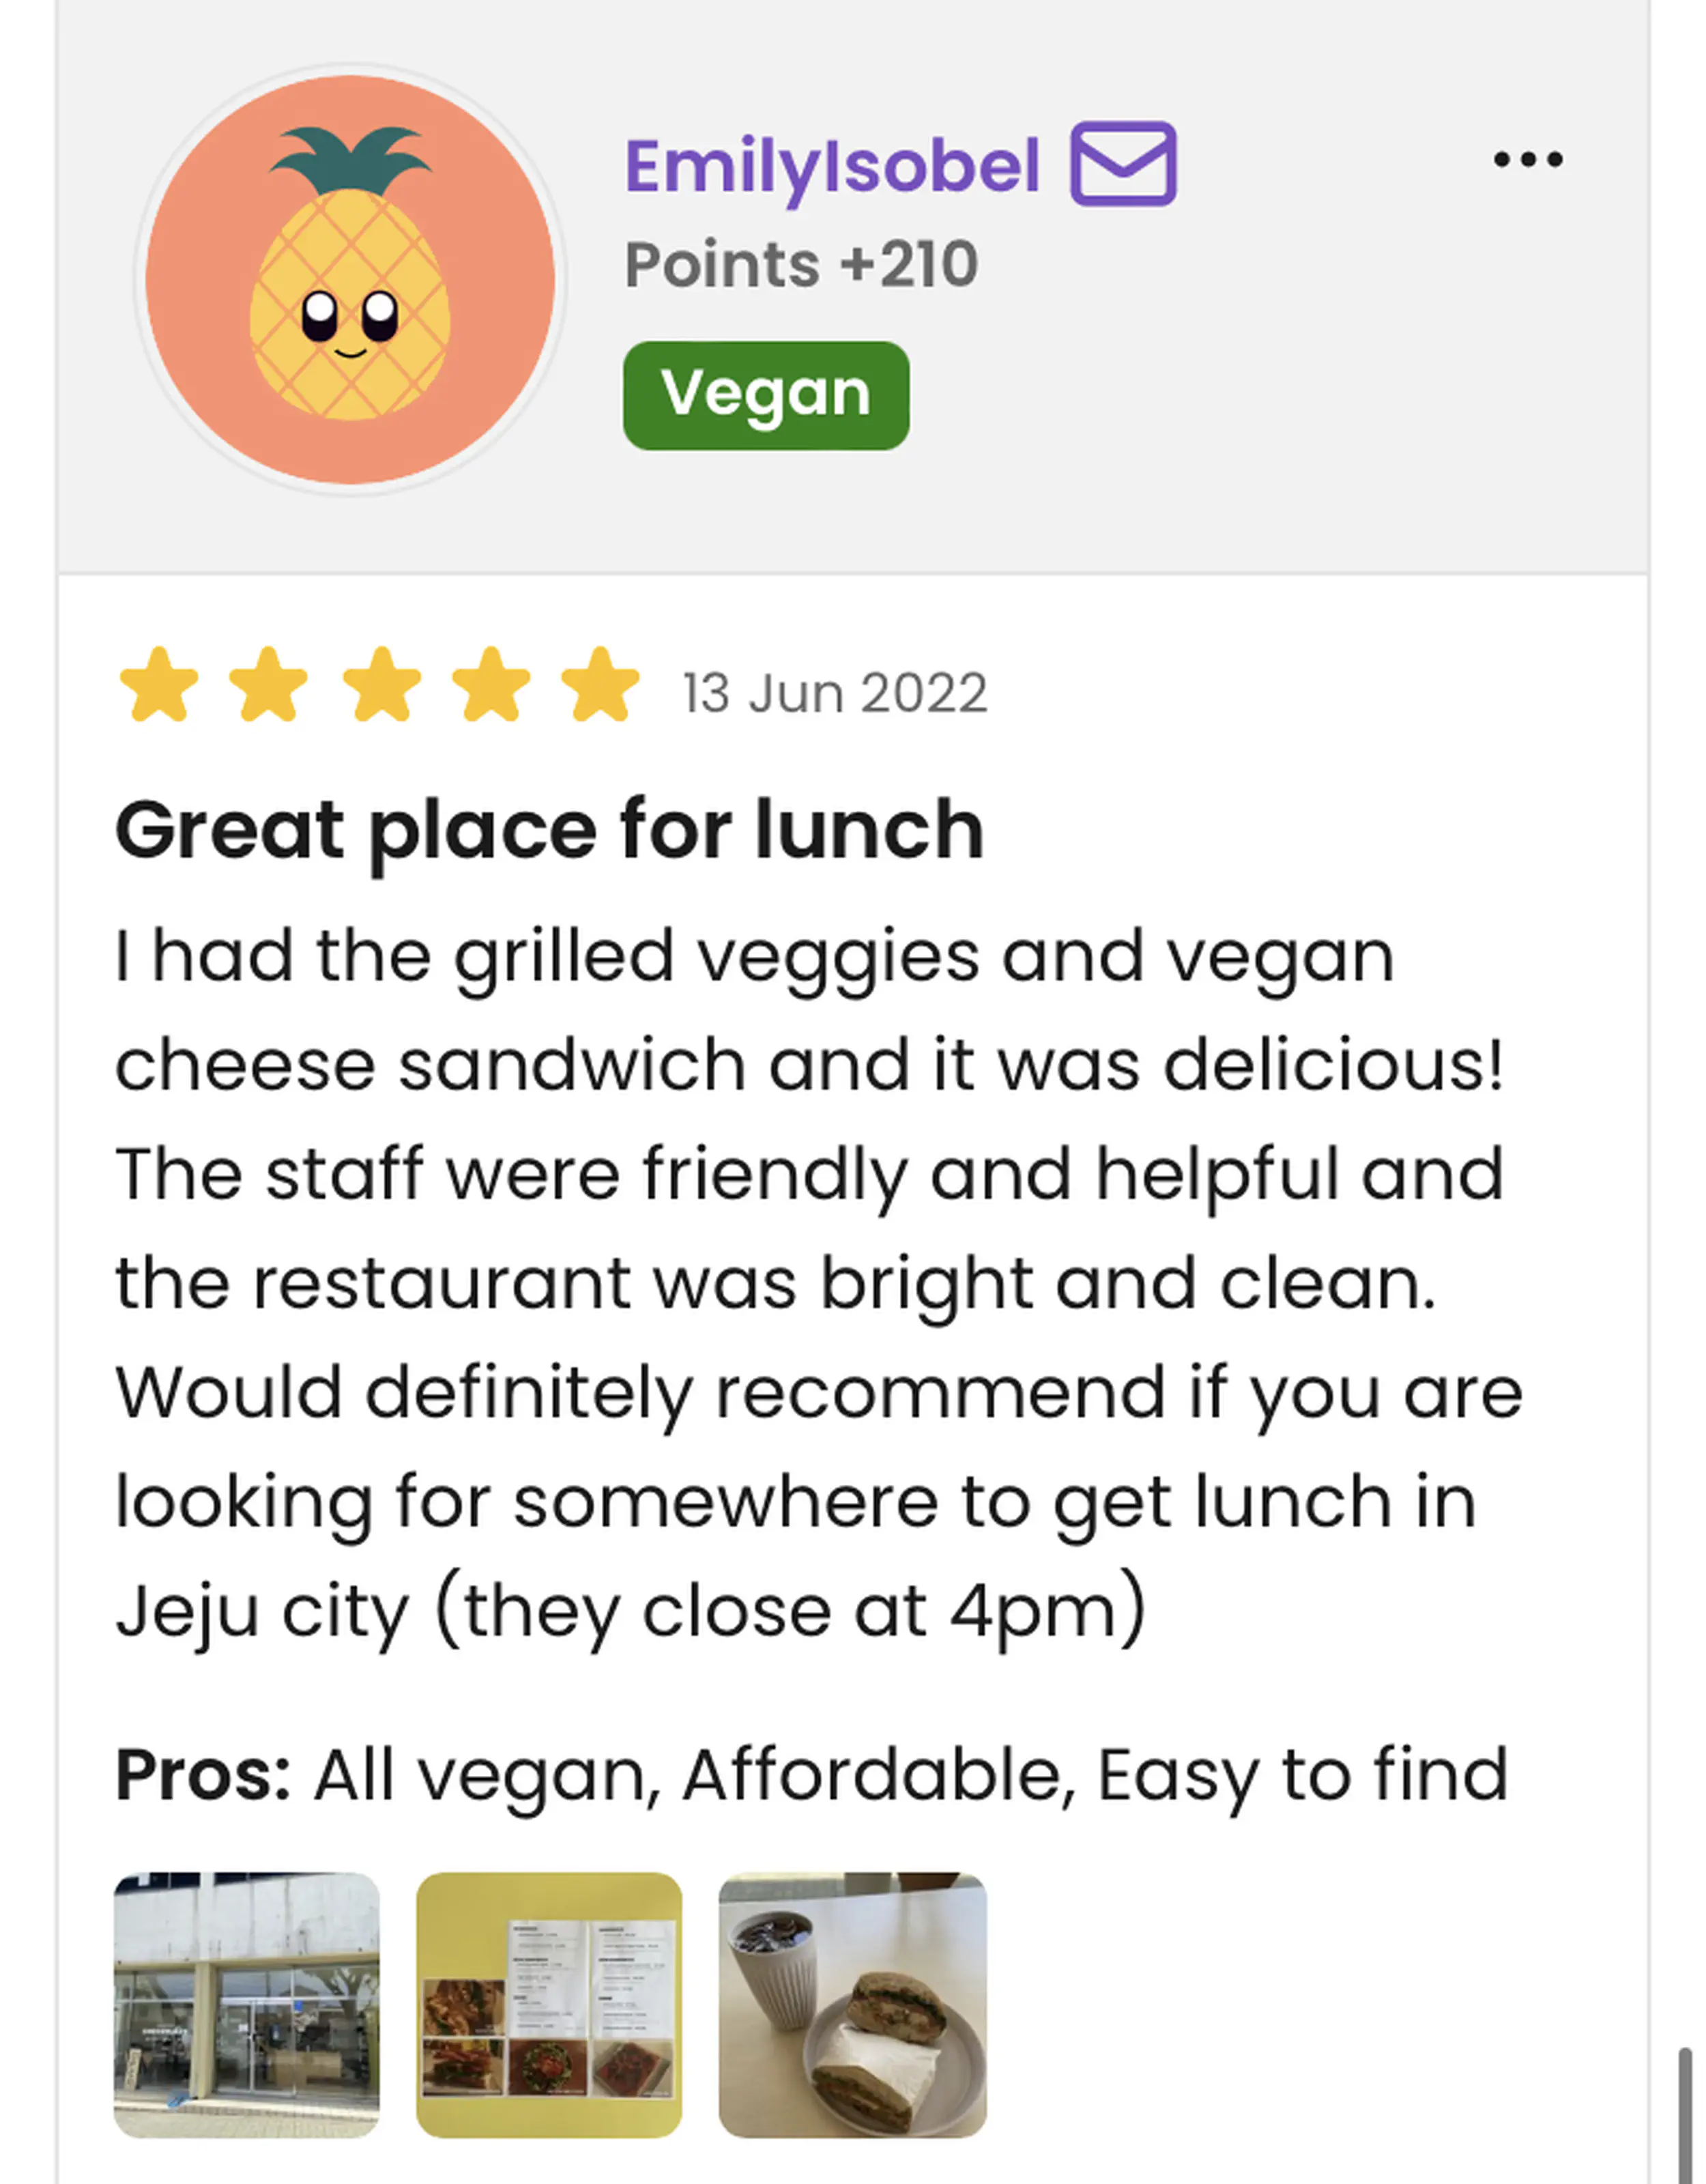 EmilyIsobel
Points +210
Vegan
13 Jun 2022
Great place for lunch
I had the grilled veggies and vegan
cheese sandwich and it was delicious!
The staff were friendly and helpful and
the restaurant was bright and clean.
Would definitely recommend if you are
looking for somewhere to get lunch in
Jeju city (they close at 4pm)
Pros: All vegan, Affordable, Easy to find